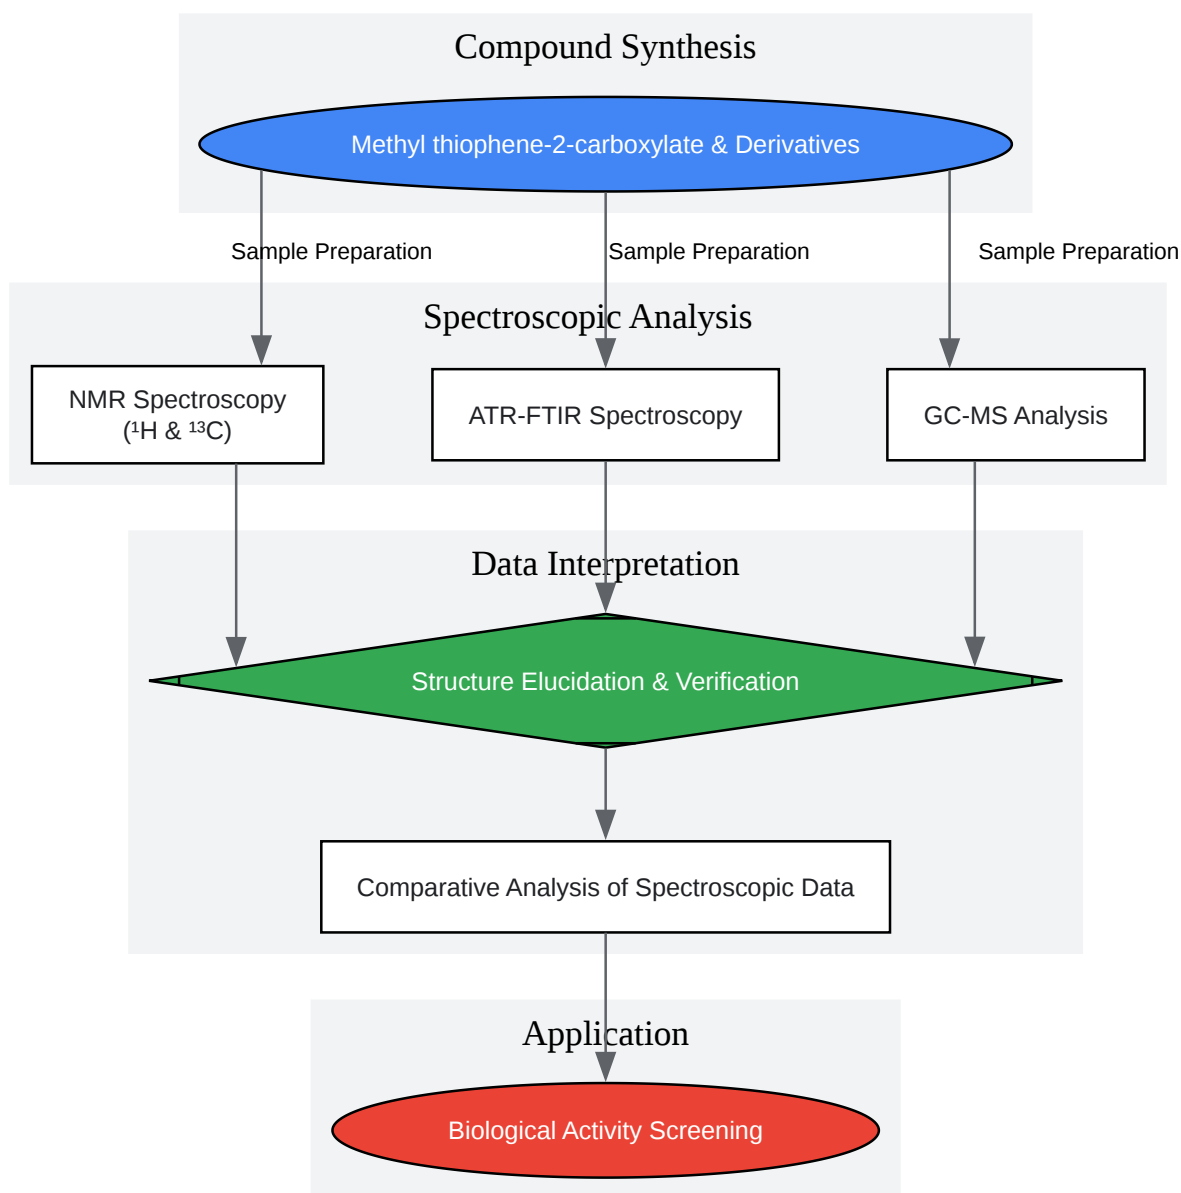 Compound Synthesis
Methyl thiophene-2-carboxylate & Derivatives
Sample Preparation
Sample Preparation
Sample Preparation
Spectroscopic Analysis
NMR Spectroscopy
(¹H & ¹³C)
ATR-FTIR Spectroscopy
GC-MS Analysis
Data Interpretation
Structure Elucidation & Verification
Comparative Analysis of Spectroscopic Data
Application
Biological Activity Screening